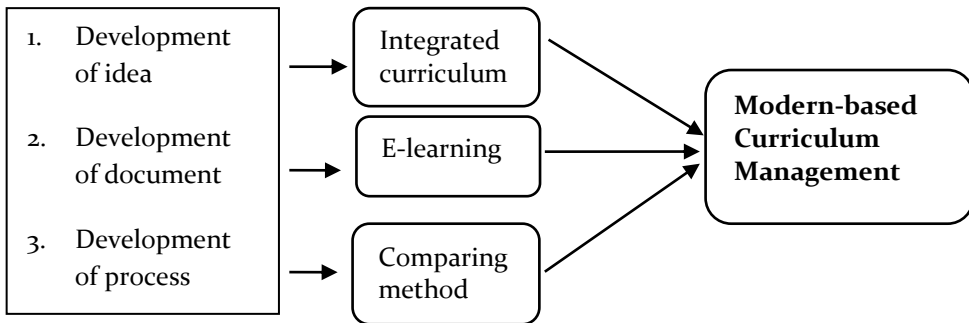 1. Development
of idea
2. Development
of document
3. Development
of process
Integrated
curriculum
E-learning
Comparing
method
Modern-based
Curriculum
Management